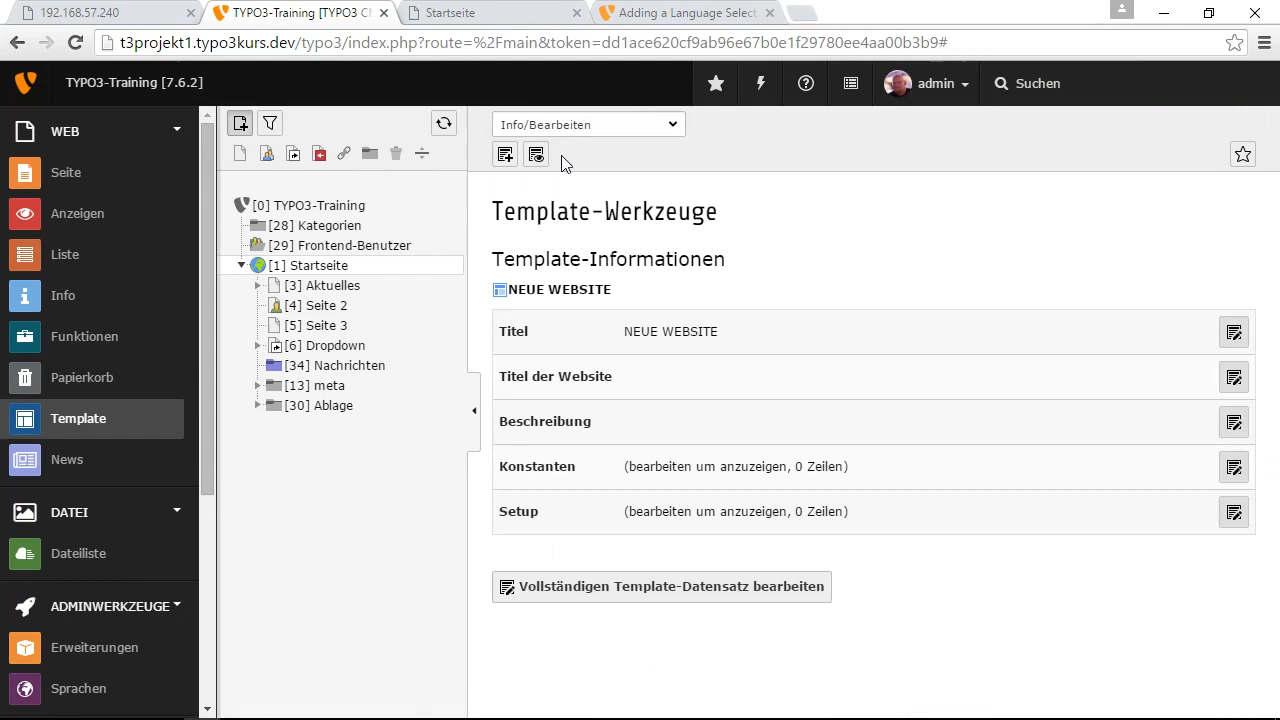 192.168.57.240
TYPO3-Training [TYPO3 CM
Startseite
Adding a Language Select
t3projekt1.typo3kurs.dev/typo3/index.php?route=%2Fmain&token=dd1ace620cf9ab96e67b0e1f29780ee4aa00b3b9#
TYPO3-Training [7.6.2]
admin
Suchen
WEB
Seite
Anzeigen
Liste
Info
Funktionen
Papierkorb
Template
News
DATEI
Dateiliste
ADMINWERKZEUGE
Erweiterungen
Sprachen
[0] TYPO3-Training
[28] Kategorien
[29] Frontend-Benutzer
[1] Startseite
[3] Aktuelles
[4] Seite 2
[5] Seite 3
[6] Dropdown
[34] Nachrichten
[13] meta
[30] Ablage
Info/Bearbeiten
Template-Werkzeuge
Template-Informationen
NEUE WEBSITE
Titel NEUE WEBSITE
Titel der Website
Beschreibung
Konstanten (bearbeiten um anzuzeigen, 0 Zeilen)
Setup (bearbeiten um anzuzeigen, 0 Zeilen)
Vollständigen Template-Datensatz bearbeiten